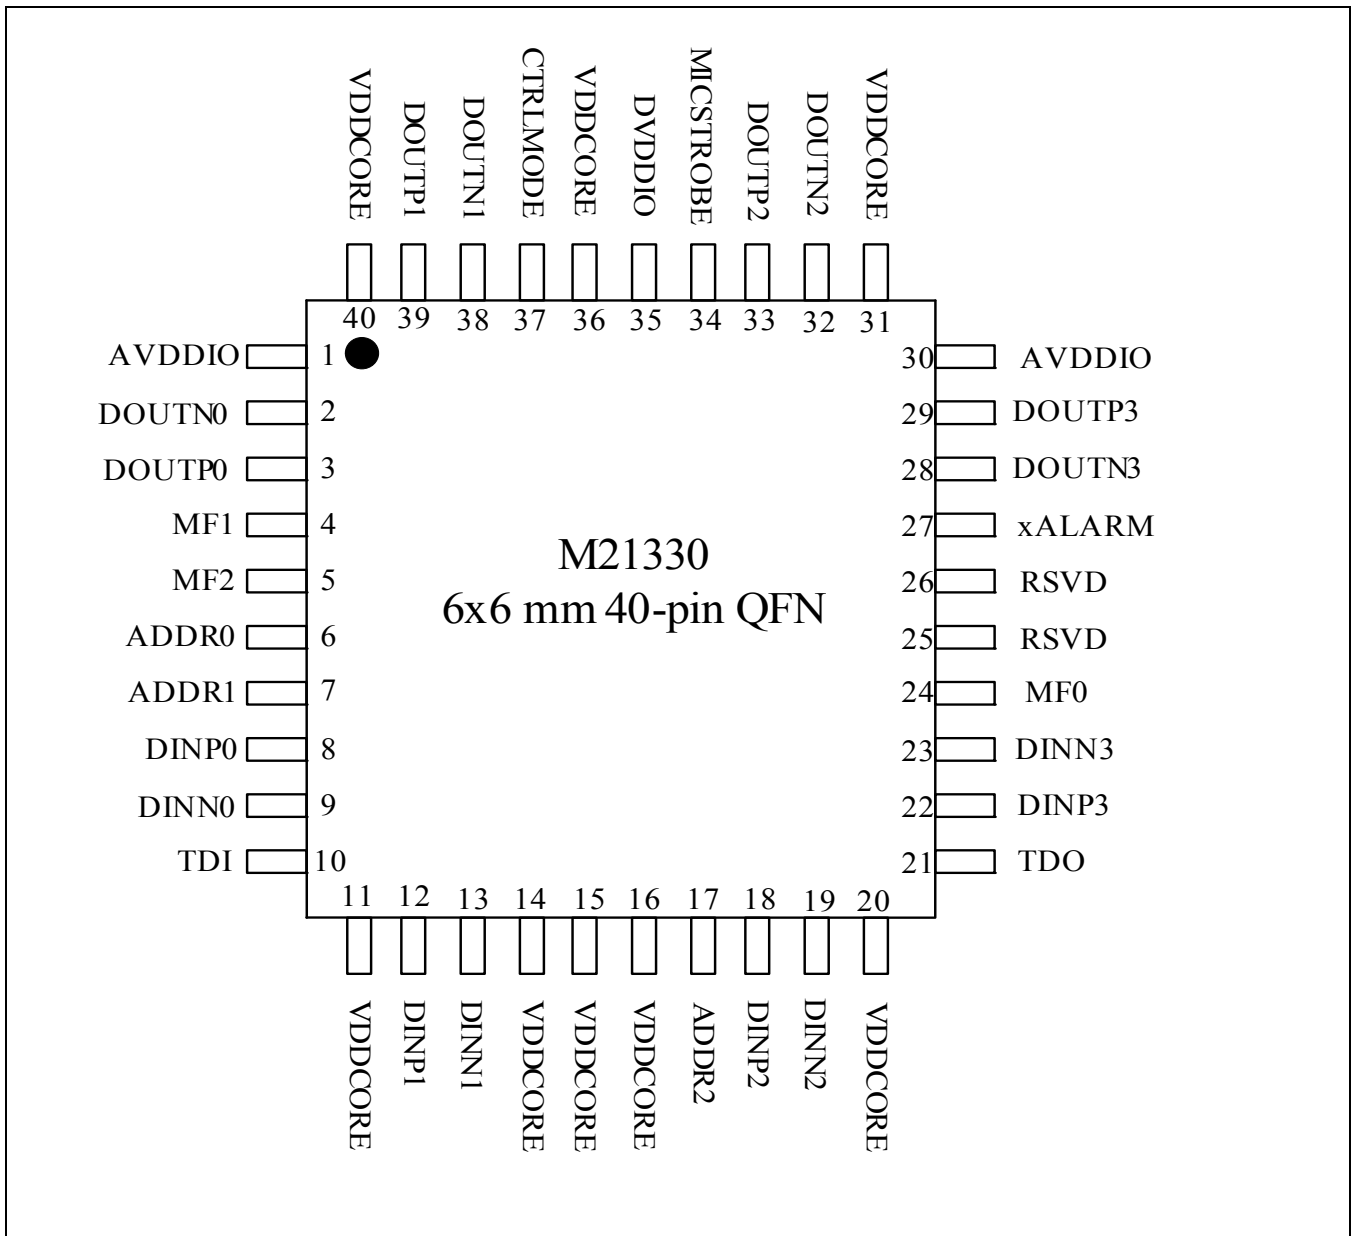 VDDCORE
DOUTP1
DOUTN1
CTRLMODE
VDDCORE
DVDDIO
MICSTROBE
DOUTP2
DOUTN2
VDDCORE
40 39 38 37 36 35 34 33 32 31
AVDDIO 1 30 AVDDIO
DOUTN0 2 29 DOUTP3
DOUTP0 3 28 DOUTN3
MF1 4 27 xALARM
MF2 5 26 RSVD
ADDR0 6 25 RSVD
ADDR1 7 24 MF0
DINP0 8 23 DINN3
DINN0 9 22 DINP3
TDI 10 21 TDO
M21330
6x6 mm 40-pin QFN
11 12 13 14 15 16 17 18 19 20
VDDCORE
DINP1
DINN1
VDDCORE
VDDCORE
VDDCORE
ADDR2
DINP2
DINN2
VDDCORE